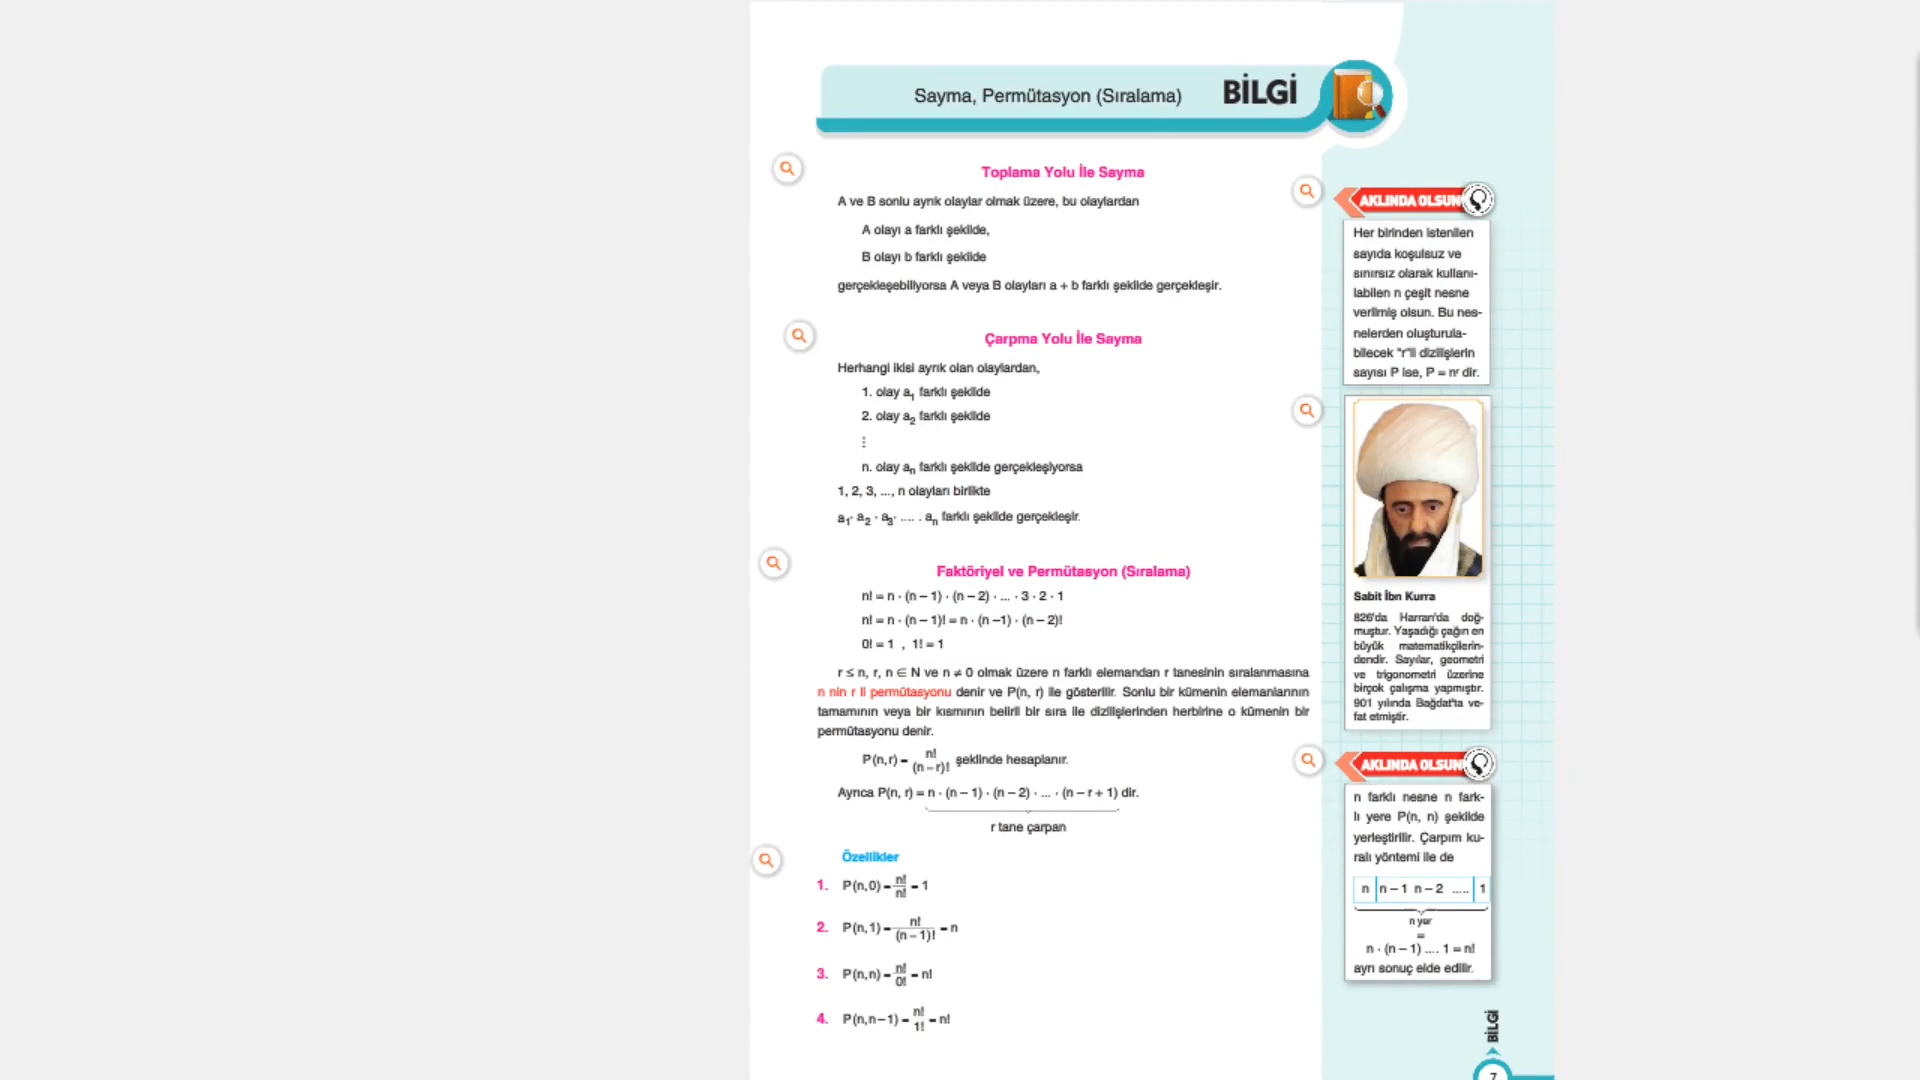 Sayma, Permütasyon (Sıralama) BİLGİ
Toplama Yolu İle Sayma
A ve B sonlu ayrık olaylar olmak üzere, bu olaylardan
A olayı a farklı şekilde,
B olayı b farklı şekilde
gerçekleşebiliyorsa A veya B olayları a + b farklı şekilde gerçekleşir.
Çarpma Yolu İle Sayma
Herhangi ikisi ayrık olan olaylardan,
1. olay a₁ farklı şekilde
2. olay a₂ farklı şekilde
⋮
n. olay aₙ farklı şekilde gerçekleşiyorsa
1, 2, 3, ..., n olayları birlikte
a₁· a₂ · a₃· .... . aₙ farklı şekilde gerçekleşir.
Faktöriyel ve Permütasyon (Sıralama)
n! = n · (n – 1) · (n – 2) · ... · 3 · 2 · 1
n! = n · (n – 1)! = n · (n –1) · (n – 2)!
0! = 1 , 1! = 1
r ≤ n, r, n ∈ N ve n ≠ 0 olmak üzere n farklı elemandan r tanesinin sıralanmasına
n nin r li permütasyonu denir ve P(n, r) ile gösterilir. Sonlu bir kümenin elemanlarının
tamamının veya bir kısmının belirli bir sıra ile dizilişlerinden herbirine o kümenin bir
permütasyonu denir.
P(n,r) = n!/(n – r)! şeklinde hesaplanır.
Ayrıca P(n, r) = n · (n – 1) · (n – 2) · ... · (n – r + 1) dir.
r tane çarpan
Özellikler
1. P(n,0) = n!/n! = 1
2. P(n,1) = n!/(n – 1)! = n
3. P(n,n) = n!/0! = n!
4. P(n,n–1) = n!/1! = n!
AKLINDA OLSUN
Her birinden istenilen
sayıda koşulsuz ve
sınırsız olarak kullanı-
labilen n çeşit nesne
verilmiş olsun. Bu nes-
nelerden oluşturula-
bilecek "r"li dizilişlerin
sayısı P ise, P = nʳ dir.
Sabit İbn Kurra
826'da Harran'da doğ-
muştur. Yaşadığı çağın en
büyük matematikçilerin-
dendir. Sayılar, geometri
ve trigonometri üzerine
birçok çalışma yapmıştır.
901 yılında Bağdat'ta ve-
fat etmiştir.
AKLINDA OLSUN
n farklı nesne n fark-
lı yere P(n, n) şekilde
yerleştirilir. Çarpım ku-
ralı yöntemi ile de
n n – 1 n – 2 ..... 1
n yer
=
n · (n – 1) .... 1 = n!
ayrı sonuç elde edilir.
BİLGİ
7